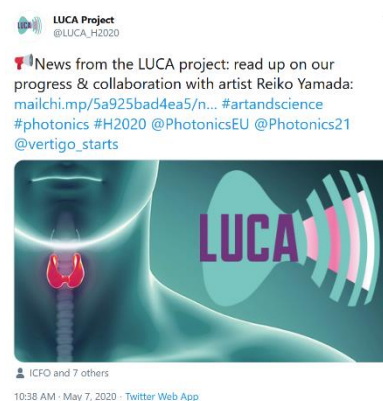 LUCA
LUCA Project
@LUCA_H2020
News from the LUCA project: read up on our
progress & collaboration with artist Reiko Yamada:
mailchi.mp/5a925bad4ea5/n... #artandscience
#photonics #H2020 @PhotonicsEU @Photonics21
@vertigo_starts
LUCA
ICFO and 7 others
10:38 AM · May 7, 2020 · Twitter Web App